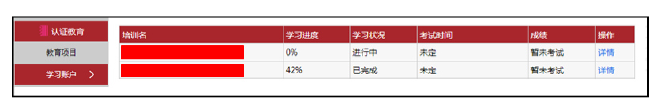 认证教育
教育项目
学习账户
培训名 学习进度 学习状况 考试时间 成绩 操作
0% 进行中 未定 暂未考试 详情
42% 已完成 未定 暂未考试 详情